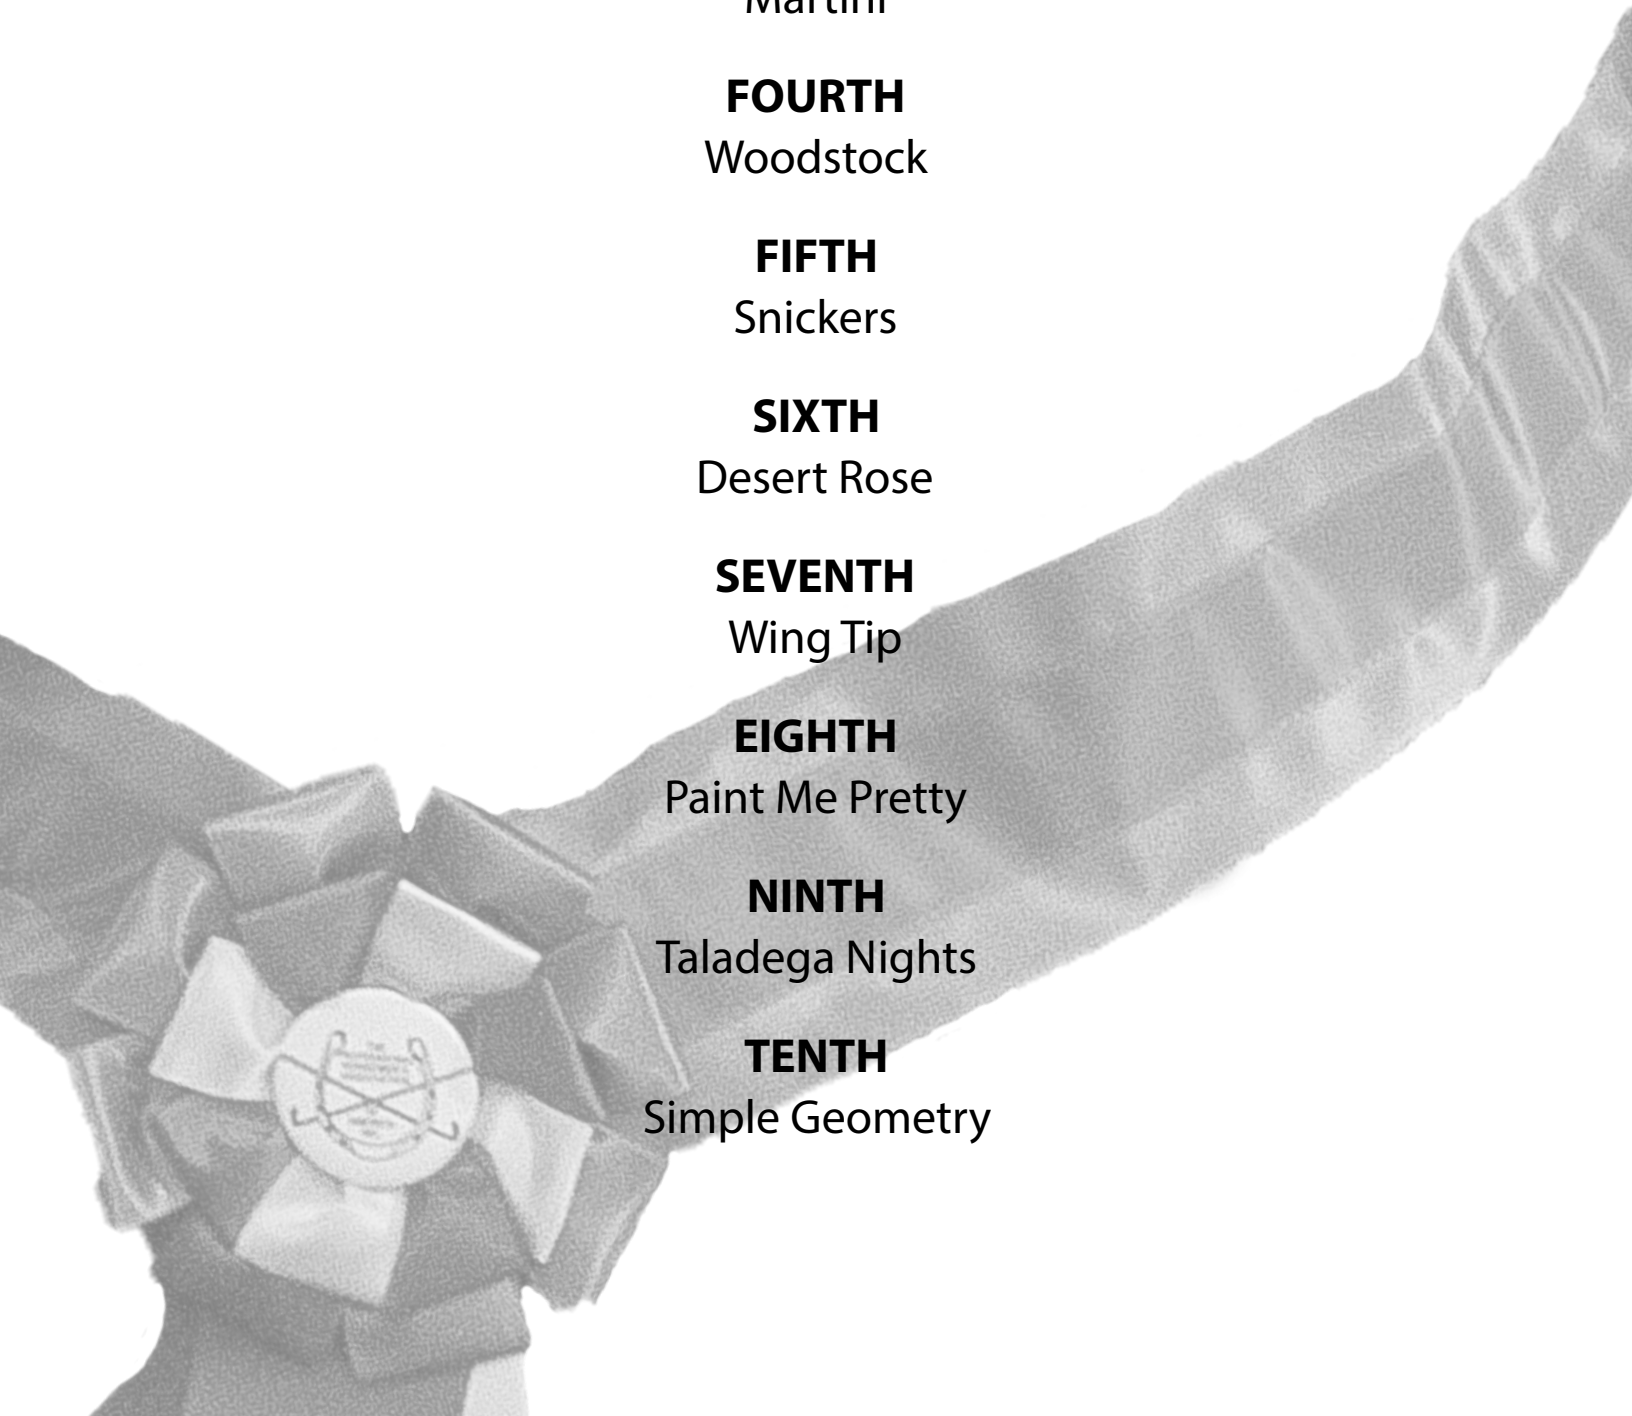 Martini
FOURTH
Woodstock
FIFTH
Snickers
SIXTH
Desert Rose
SEVENTH
Wing Tip
EIGHTH
Paint Me Pretty
NINTH
Taladega Nights
TENTH
Simple Geometry